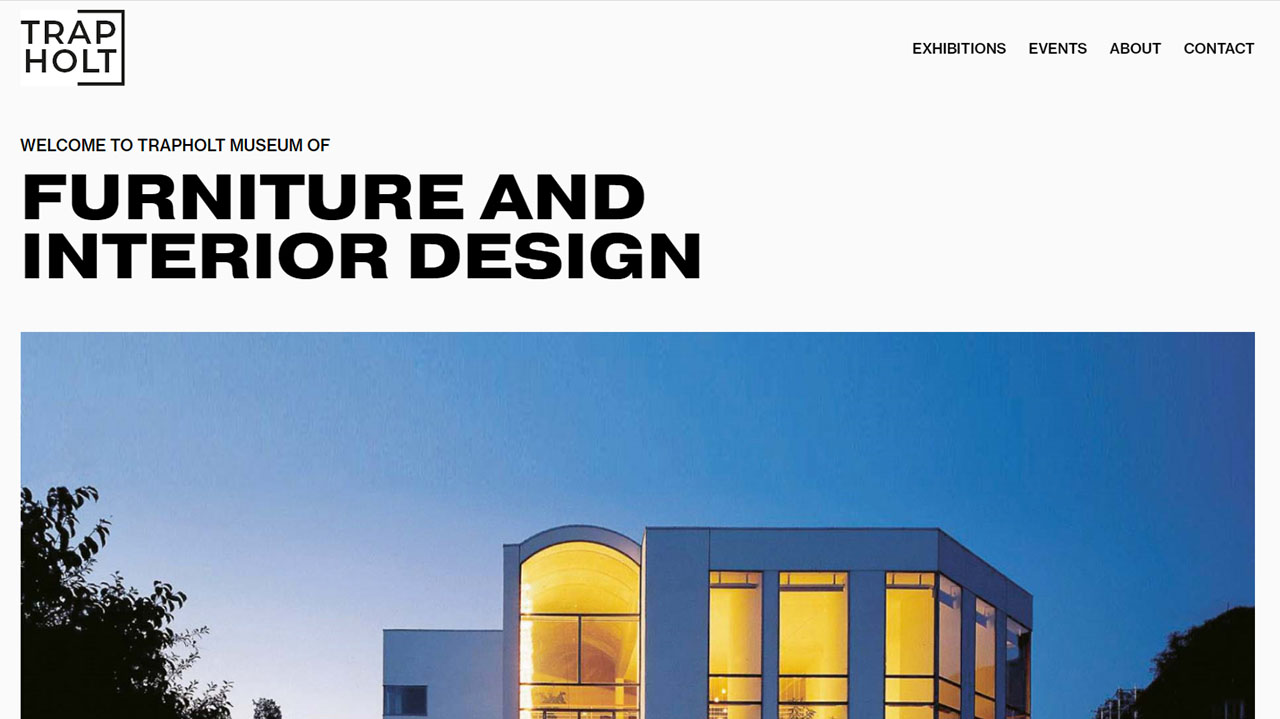 TRAP
HOLT
EXHIBITIONS EVENTS ABOUT CONTACT
WELCOME TO TRAPHOLT MUSEUM OF
FURNITURE AND
INTERIOR DESIGN